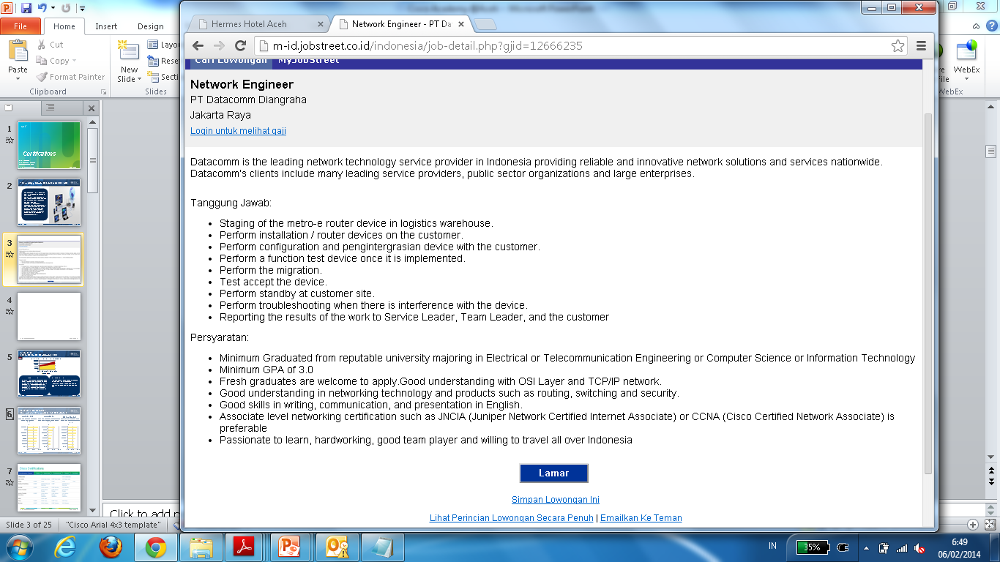 Hermes Hotel Aceh
Network Engineer - PT Da
m-id.jobstreet.co.id/indonesia/job-detail.php?gjid=12666235
File
Home
Insert
Design
Paste
Cut
Copy
Format Painter
Clipboard
New
Slide
Reset
Slides
WebEx
Cari Lowongan
MyJobStreet
Network Engineer
PT Datacomm Diangraha
Jakarta Raya
Login untuk melihat gaji
Datacomm is the leading network technology service provider in Indonesia providing reliable and innovative network solutions and services nationwide.
Datacomm's clients include many leading service providers, public sector organizations and large enterprises.
Tanggung Jawab:
Staging of the metro-e router device in logistics warehouse.
Perform installation / router devices on the customer.
Perform configuration and/or integrasian device with the customer.
Perform a function test device after it is implemented.
Perform the migration.
Test accept the device.
Perform standby at customer site.
Perform troubleshooting when there is interference with the device.
Reporting the results of the work to Service Leader, Team Leader, and the customer
Persyaratan:
Minimum Graduated from reputable university majoring in Electrical or Telecommunication Engineering or Computer Science or Information Technology
Minimum GPA of 3.0
Fresh graduates are welcome to apply.Good understanding with OSI Layer and TCP/IP network.
Good understanding in networking technology and products such as routing, switching and security.
Good skills in writing, communication, and presentation in English.
Associate level networking certification such as JNCIA (Juniper Network Certified Internet Associate) or CCNA (Cisco Certified Network Associate) is
preferable
Passionate to learn, hardworking, good team player and willing to travel all over Indonesia
Lamar
Simpan Lowongan Ini
Lihat Perincian Lowongan Secara Penuh | Emailkan Ke Teman
1
Certifications
2
3
4
5
6
7
Cisco Certifications
Click to add
Slide 3 of 25
"Cisco Arial 4x3 template"
IN
35%
6:49
06/02/2014